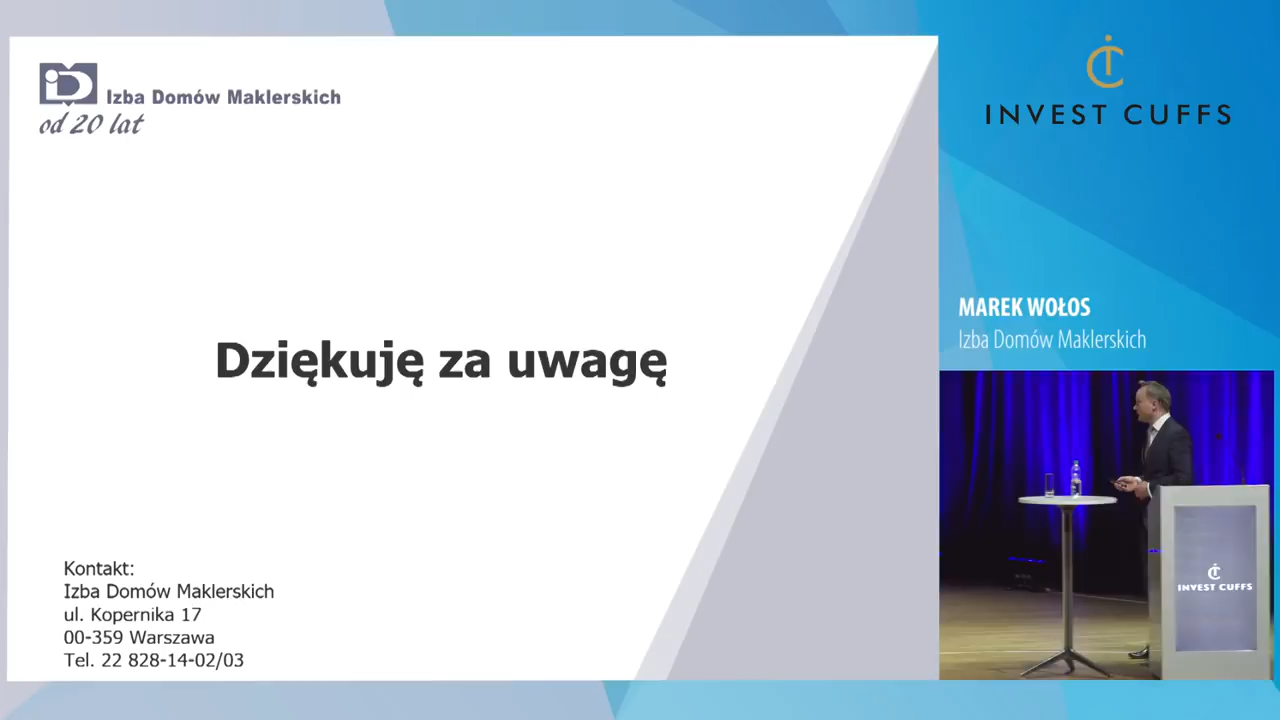 Izba Domów Maklerskich
od 20 lat
Dziękuję za uwagę
Kontakt:
Izba Domów Maklerskich
ul. Kopernika 17
00-359 Warszawa
Tel. 22 828-14-02/03
INVEST CUFFS
MAREK WOŁOS
Izba Domów Maklerskich
INVEST CUFFS